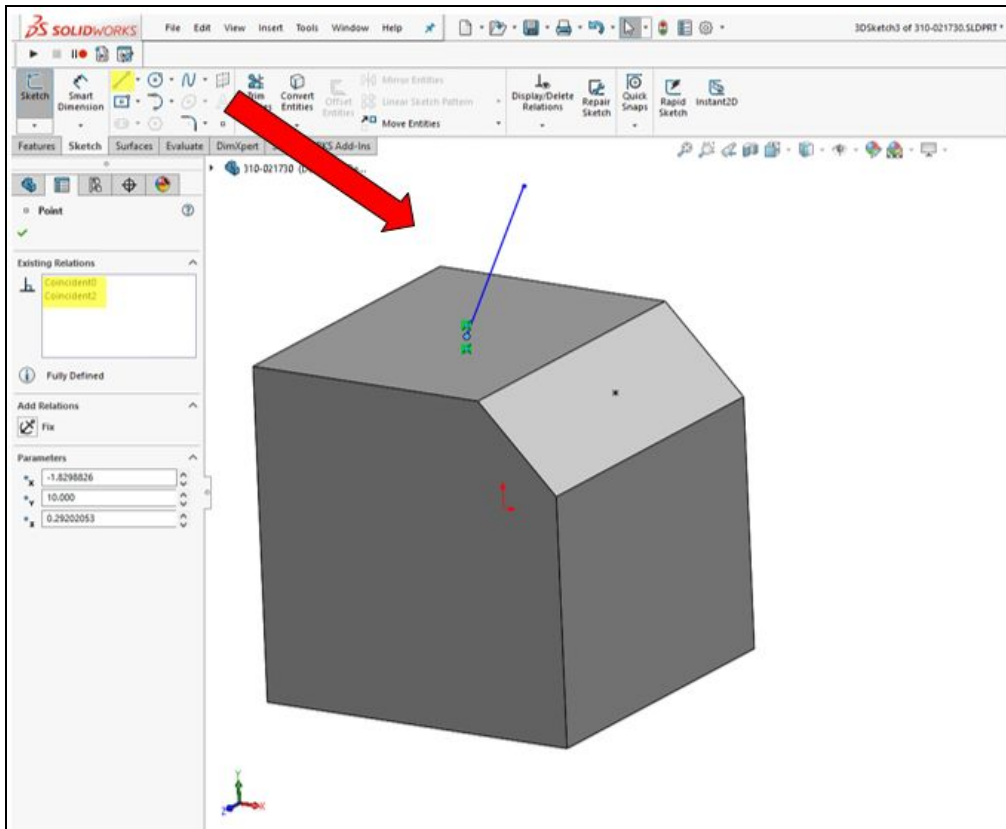 SOLIDWORKS File Edit View Insert Tools Window Help 3DSketch3 of 310-021730.SLDPRT *
Sketch Smart Dimension Convert Entities Offset Entities Mirror Entities Linear Sketch Pattern Move Entities Display/Delete Relations Repair Sketch Quick Snaps Rapid Sketch Instant2D
Features Sketch Surfaces Evaluate DimXpert Add-Ins
310-021730
Point
Existing Relations
Coincident0
Coincident2
Fully Defined
Add Relations
Fix
Parameters
X -1.8298826
Y 10.000
0.29202053
Y
Z X